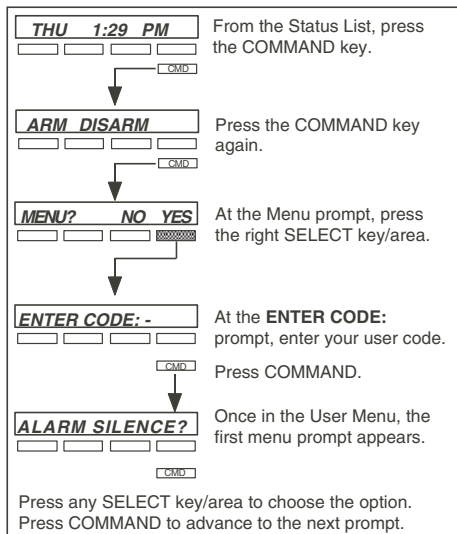 THU 1:29 PM
From the Status List, press
the COMMAND key.
CMD
ARM DISARM
Press the COMMAND key
again.
CMD
MENU? NO YES
At the Menu prompt, press
the right SELECT key/area.
ENTER CODE: -
At the ENTER CODE:
prompt, enter your user code.
CMD
Press COMMAND.
ALARM SILENCE?
Once in the User Menu, the
first menu prompt appears.
CMD
Press any SELECT key/area to choose the option.
Press COMMAND to advance to the next prompt.